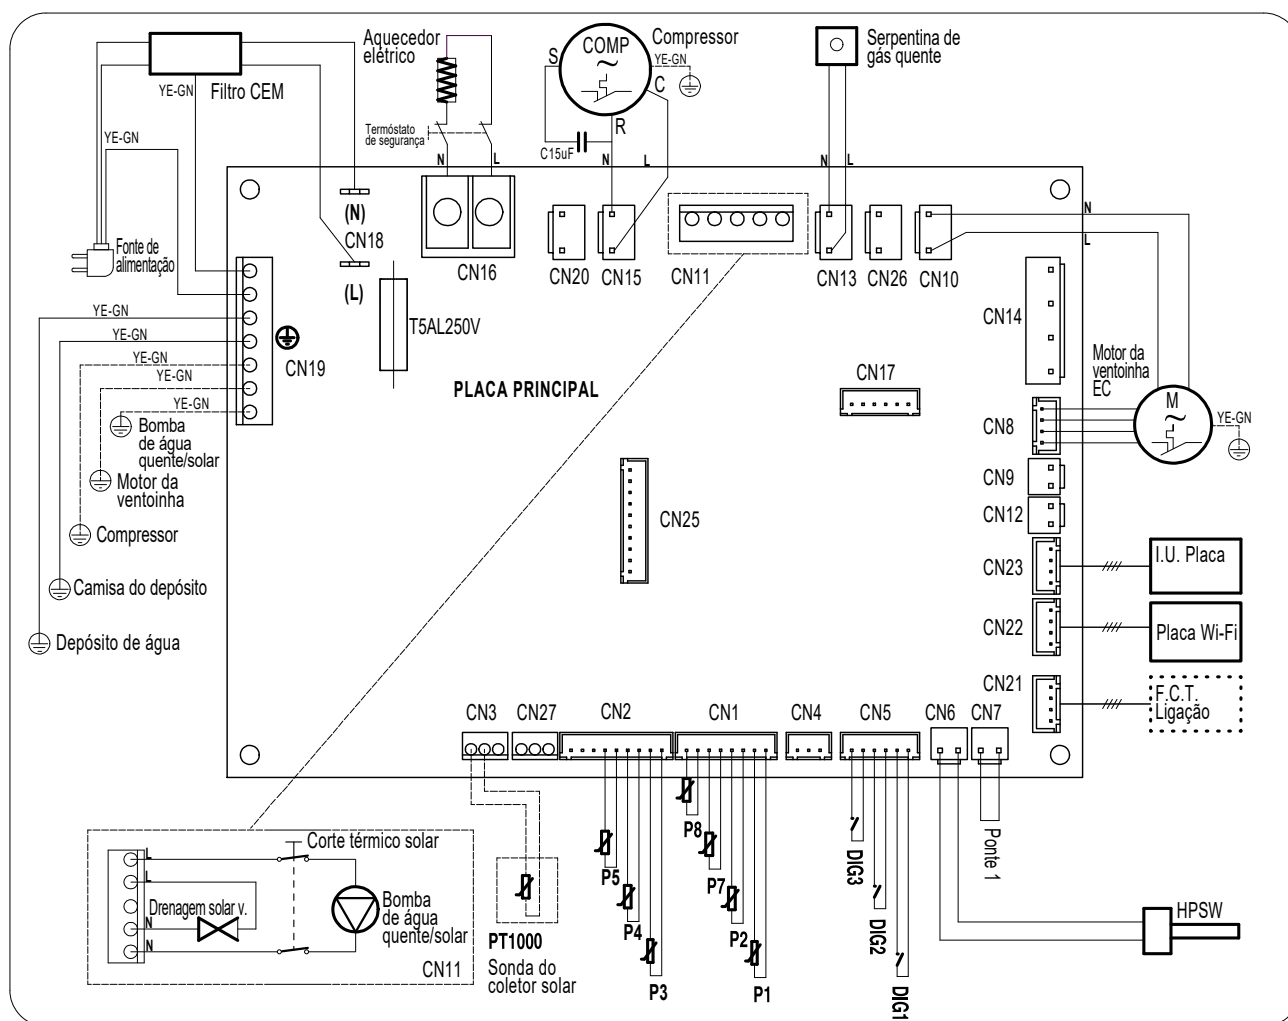 Filtro CEM
YE-GN
YE-GN
Fonte de
alimentação
(N)
CN18
(L)
Aquecedor
elétrico
Termóstato
de segurança
N
L
CN16
S
COMP
~
YE-GN
Compressor
C
R
C15uF
N
L
CN20
CN15
CN11
Serpentina de
gás quente
N
L
CN13
CN26
CN10
N
L
YE-GN
YE-GN
YE-GN
YE-GN
YE-GN
CN19
T5AL250V
PLACA PRINCIPAL
CN17
CN14
Motor da
ventoinha
EC
M
~
YE-GN
CN8
CN9
CN12
CN25
Bomba
de água
quente/solar
Motor da
ventoinha
Compressor
Camisa do depósito
Depósito de água
CN23
I.U. Placa
CN22
Placa Wi-Fi
CN21
F.C.T.
Ligação
CN3
CN27
CN2
CN1
CN4
CN5
CN6
CN7
P8
P7
P2
P1
P5
P4
P3
DIG3
DIG2
DIG1
Ponte 1
HPSW
PT1000
Sonda do
coletor solar
Corte térmico solar
L
L
Drenagem solar v.
N
N
Bomba
de água
quente/solar
CN11